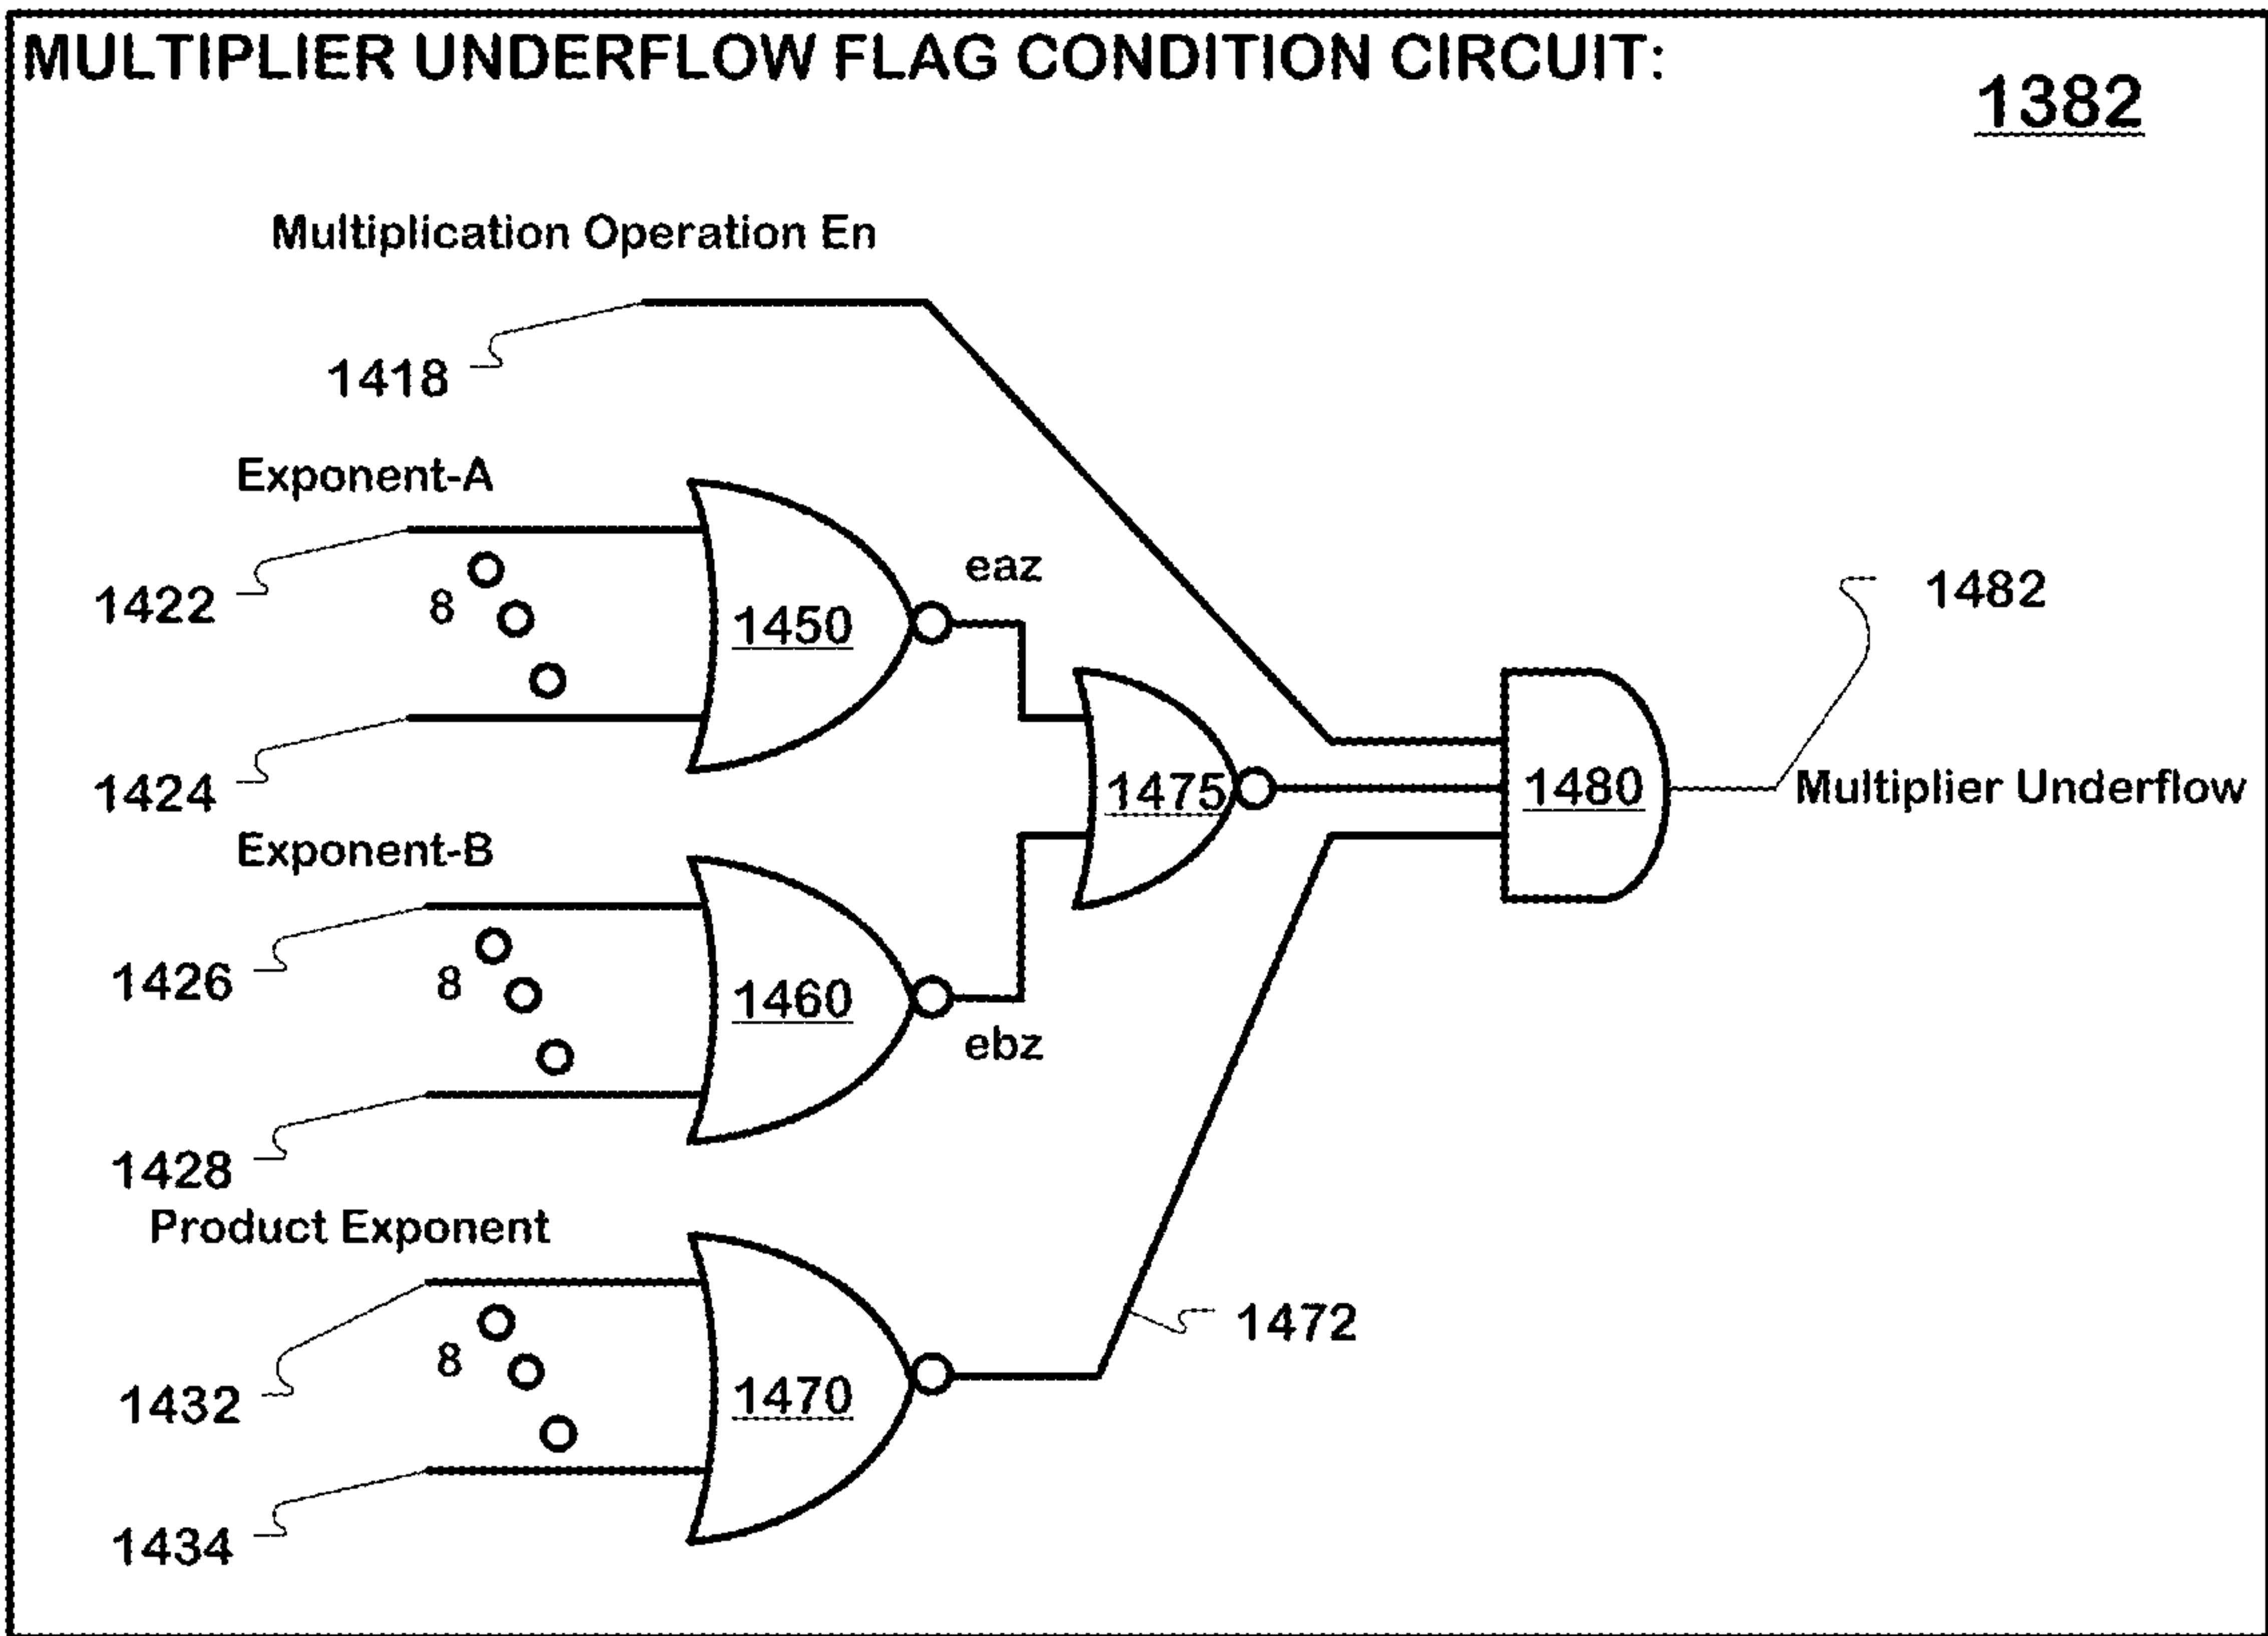 MULTIPLIER UNDERFLOW FLAG CONDITION CIRCUIT:
1382
Multiplication Operation En
1418
Exponent-A
1422
8
1450
eaz
1424
1475
1480
1482
Multiplier Underflow
Exponent-B
1426
8
1460
ebz
1428
Product Exponent
1432
8
1470
1472
1434